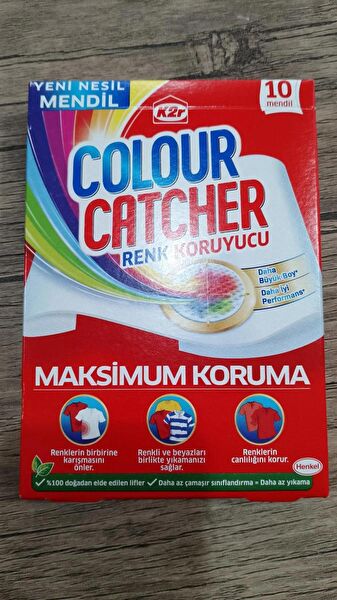 YENİ NESİL
MENDİL
10
mendil
K2r
COLOUR
CATCHER
RENK KORUYUCU
Daha
Büyük Boy*
Daha İyi
Performans*
MAKSİMUM KORUMA
Renklerin birbirine
karışmasını
önler.
Renkli ve beyazları
birlikte yıkamanızı
sağlar.
Renklerin
canlılığını korur.
Henkel
✓ %100 doğadan elde edilen lifler ✓ Daha az çamaşır sınıflandırma = Daha az yıkama